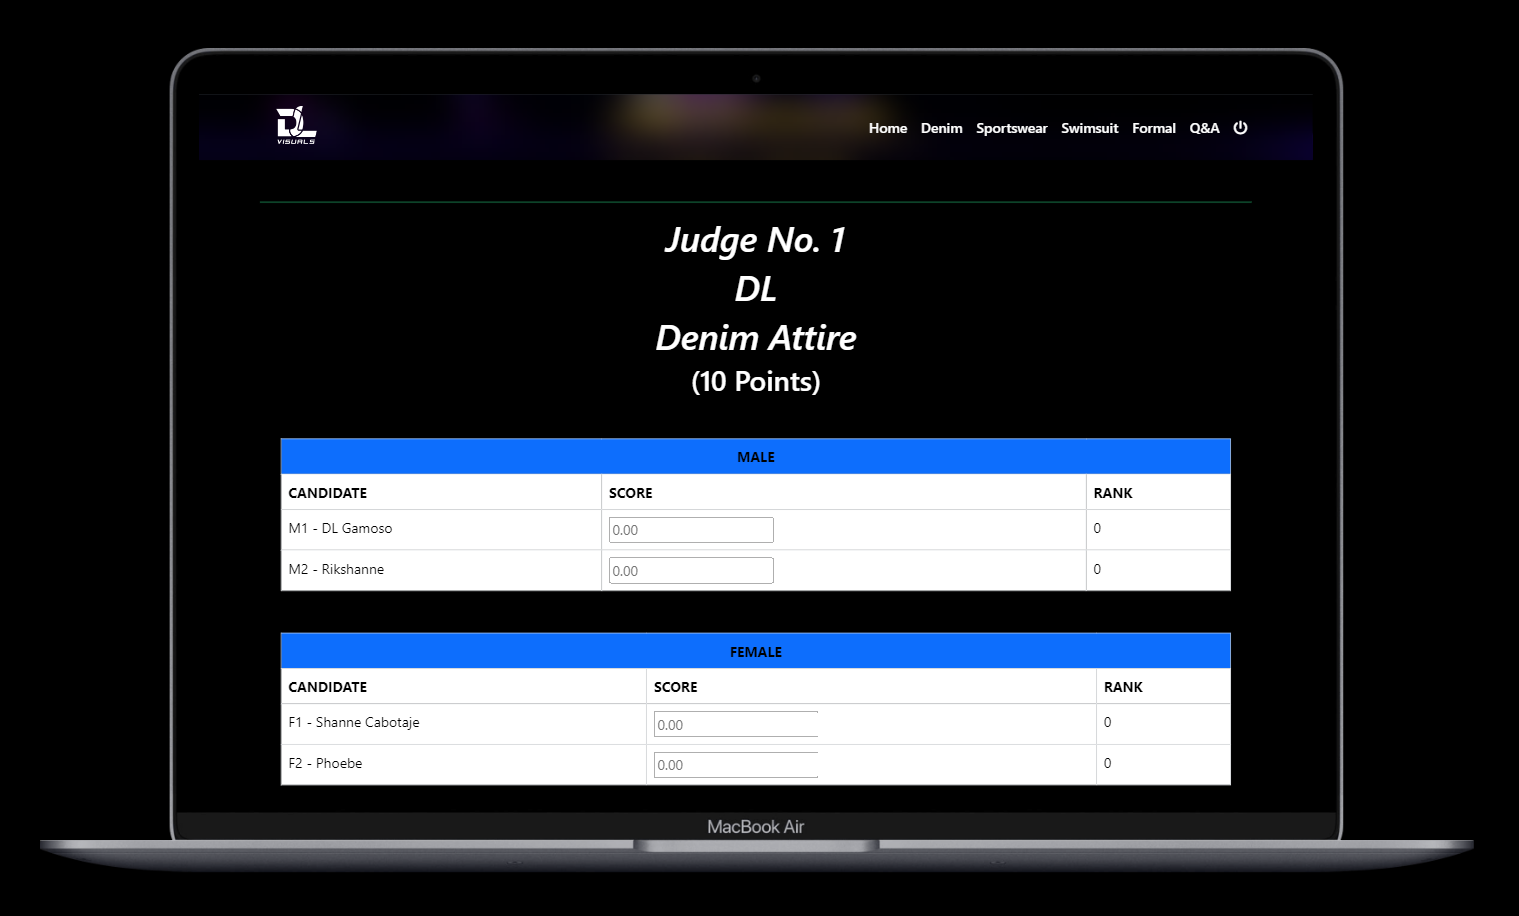 DL
VISUALS
Home Denim Sportswear Swimsuit Formal Q&A
Judge No. 1
DL
Denim Attire
(10 Points)
MALE
CANDIDATE SCORE RANK
M1 - DL Gamoso 0.00 0
M2 - Rikshanne 0.00 0
FEMALE
CANDIDATE SCORE RANK
F1 - Shanne Cabotaje 0.00 0
F2 - Phoebe 0.00 0
MacBook Air